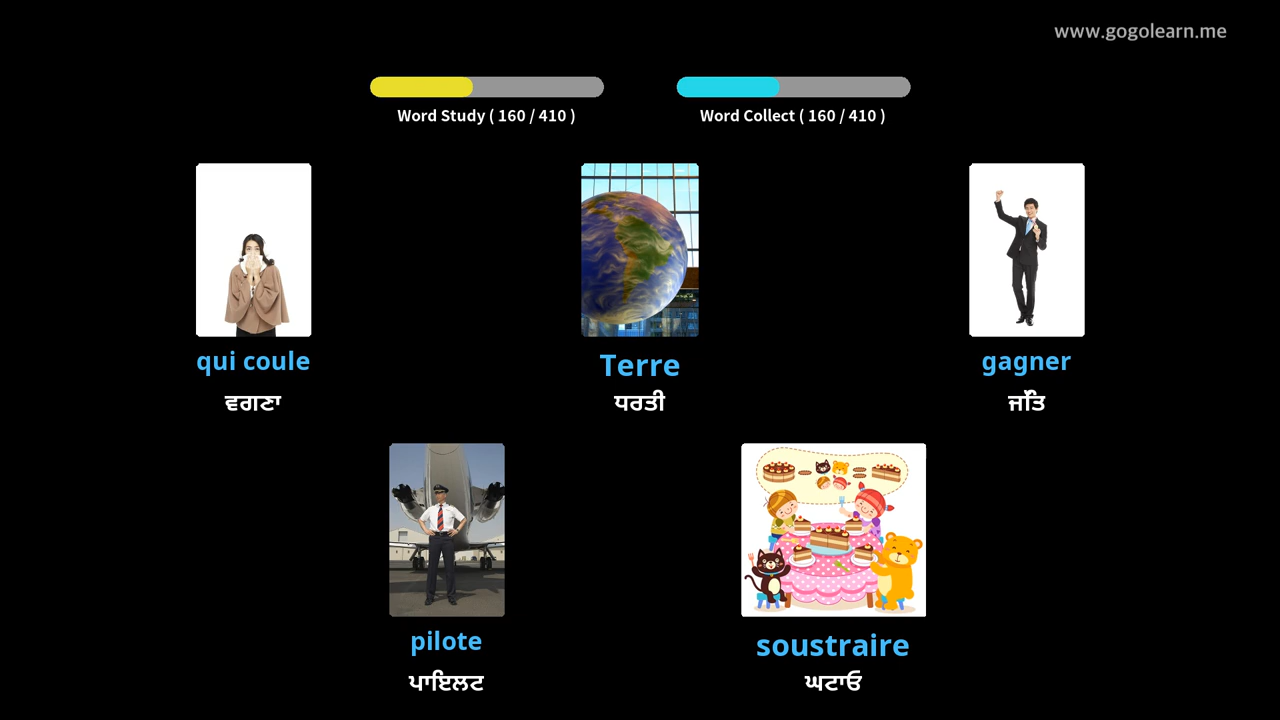 www.gogolearn.me
Word Study ( 160 / 410 )
Word Collect ( 160 / 410 )
qui coule
ਵਗਣਾ
Terre
ਧਰਤੀ
gagner
ਜੱਤਿ
pilote
ਪਾਇਲਟ
soustraire
ਘਟਾਓ